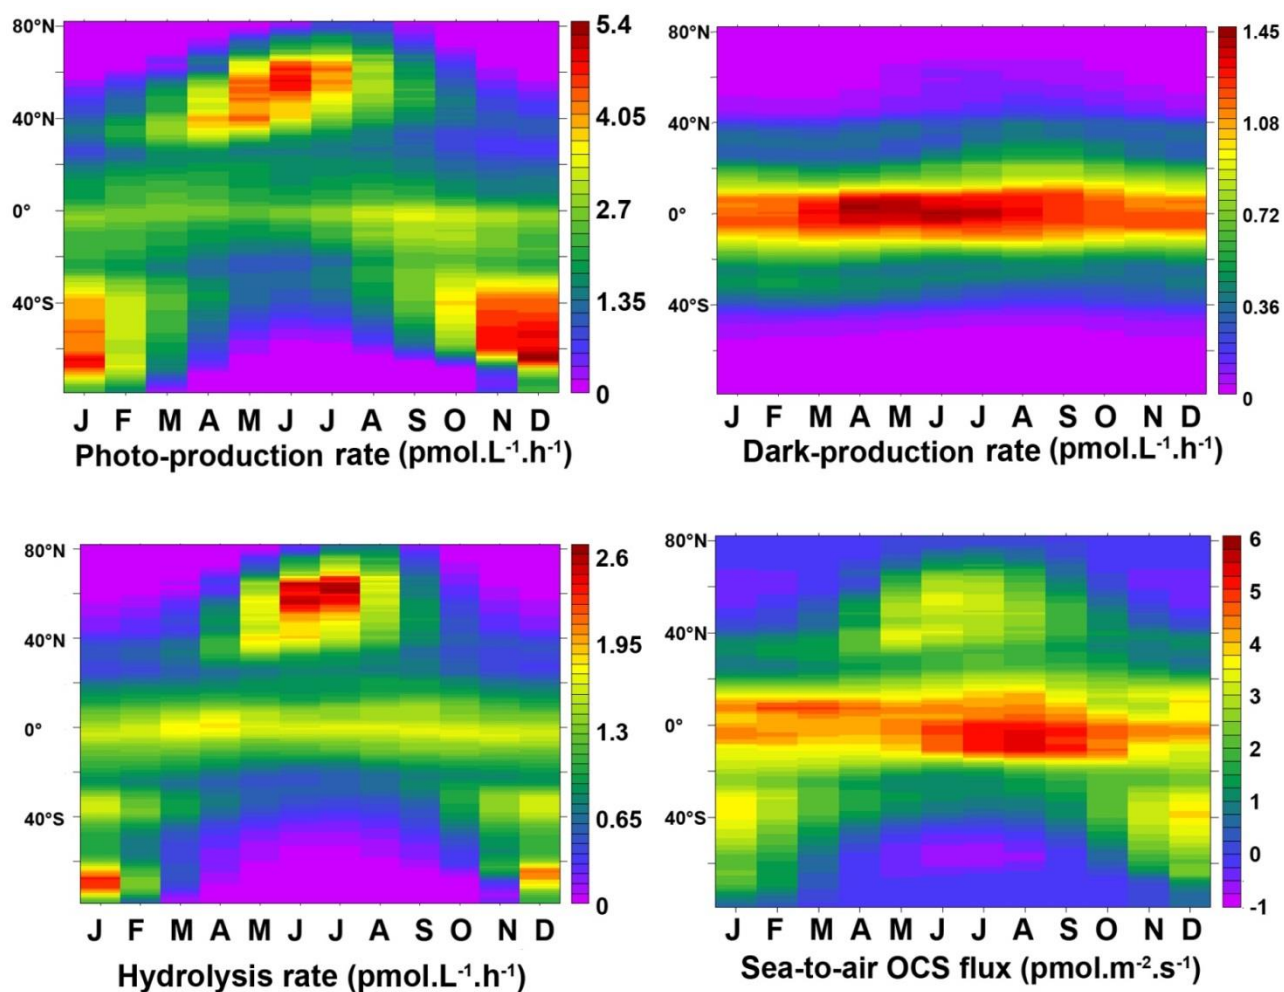 80°N
40°N
0°
40°S
5.4
4.05
2.7
1.35
0
J F M A M J J A S O N D
Photo-production rate (pmol.L⁻¹.h⁻¹)
80°N
40°N
0°
40°S
1.45
1.08
0.72
0.36
0
J F M A M J J A S O N D
Dark-production rate (pmol.L⁻¹.h⁻¹)
80°N
40°N
0°
40°S
2.6
1.95
1.3
0.65
0
J F M A M J J A S O N D
Hydrolysis rate (pmol.L⁻¹.h⁻¹)
80°N
40°N
0°
40°S
6
5
4
3
2
1
0
-1
J F M A M J J A S O N D
Sea-to-air OCS flux (pmol.m⁻².s⁻¹)